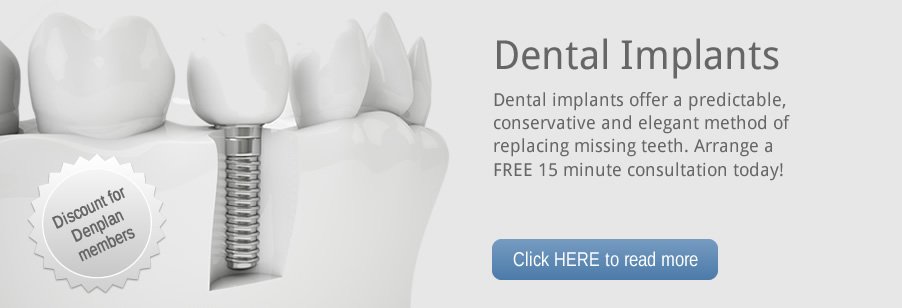 Dental Implants
Dental implants offer a predictable,
conservative and elegant method of
replacing missing teeth. Arrange a
FREE 15 minute consultation today!
Click HERE to read more
Discount for
Denplan
members